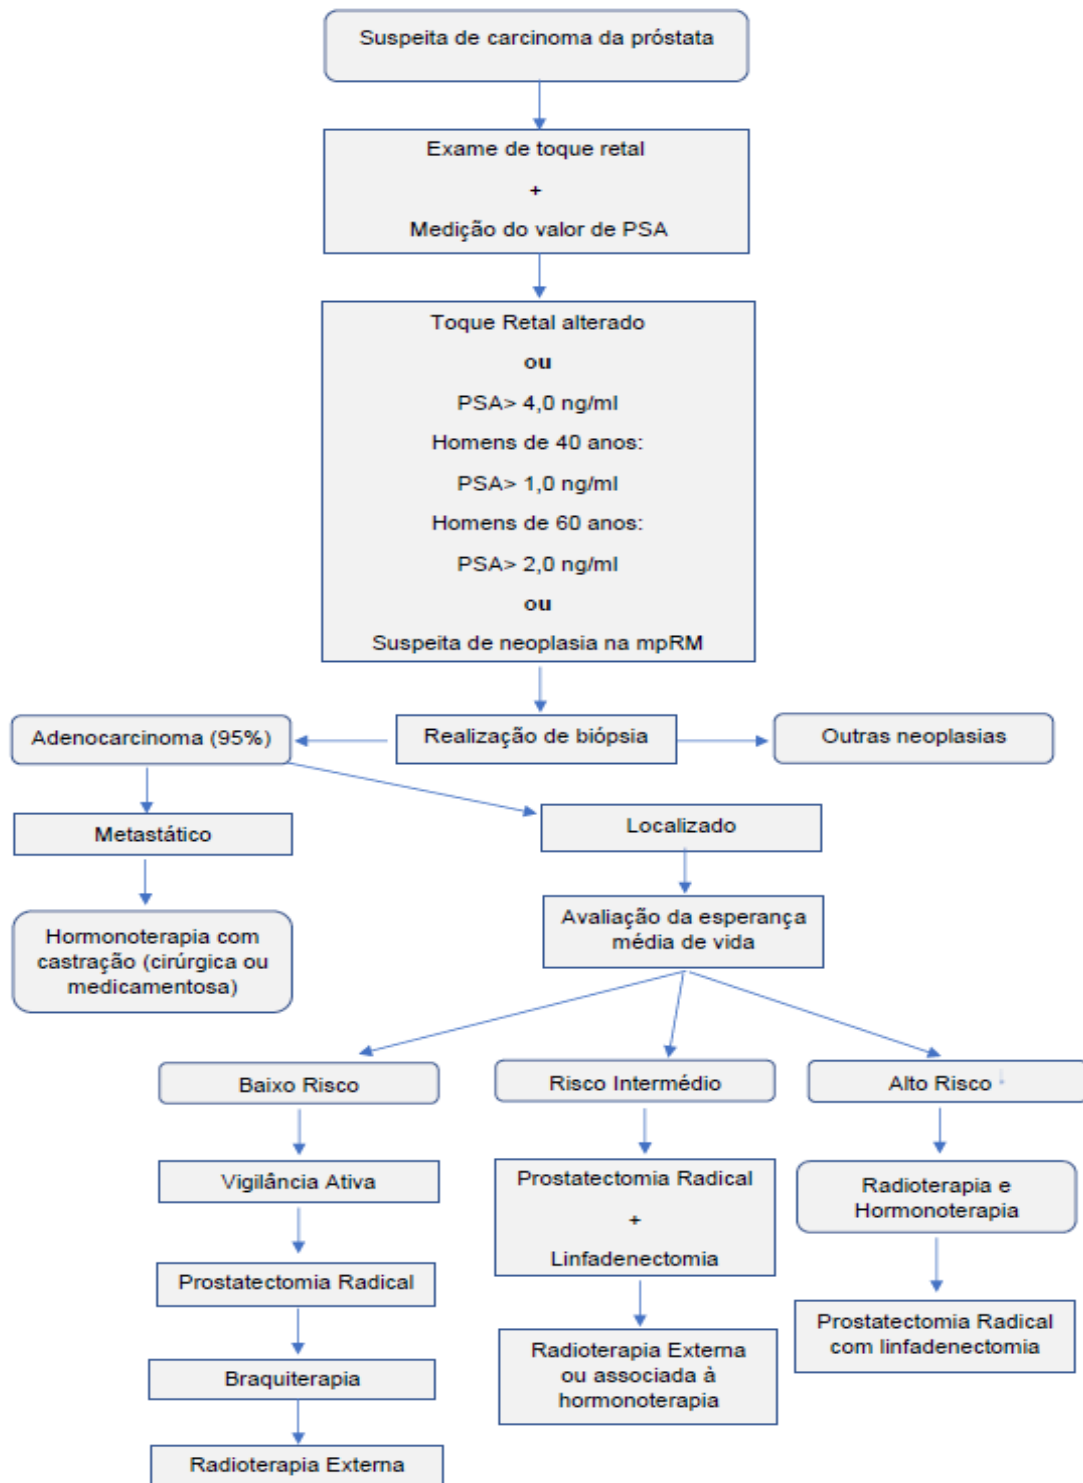 Suspeita de carcinoma da próstata
Exame de toque retal
+
Medição do valor de PSA
Toque Retal alterado
ou
PSA> 4,0 ng/ml
Homens de 40 anos:
PSA> 1,0 ng/ml
Homens de 60 anos:
PSA> 2,0 ng/ml
ou
Suspeita de neoplasia na mpRM
Adenocarcinoma (95%)
Realização de biópsia
Outras neoplasias
Metastático
Localizado
Hormonoterapia com
castração (cirúrgica ou
medicamentosa)
Avaliação da esperança
média de vida
Baixo Risco
Risco Intermédio
Alto Risco
Vigilância Ativa
Prostatectomia Radical
Braquiterapia
Radioterapia Externa
Prostatectomia Radical
+
Linfadenectomia
Radioterapia Externa
ou associada à
hormonoterapia
Radioterapia e
Hormonoterapia
Prostatectomia Radical
com linfadenectomia